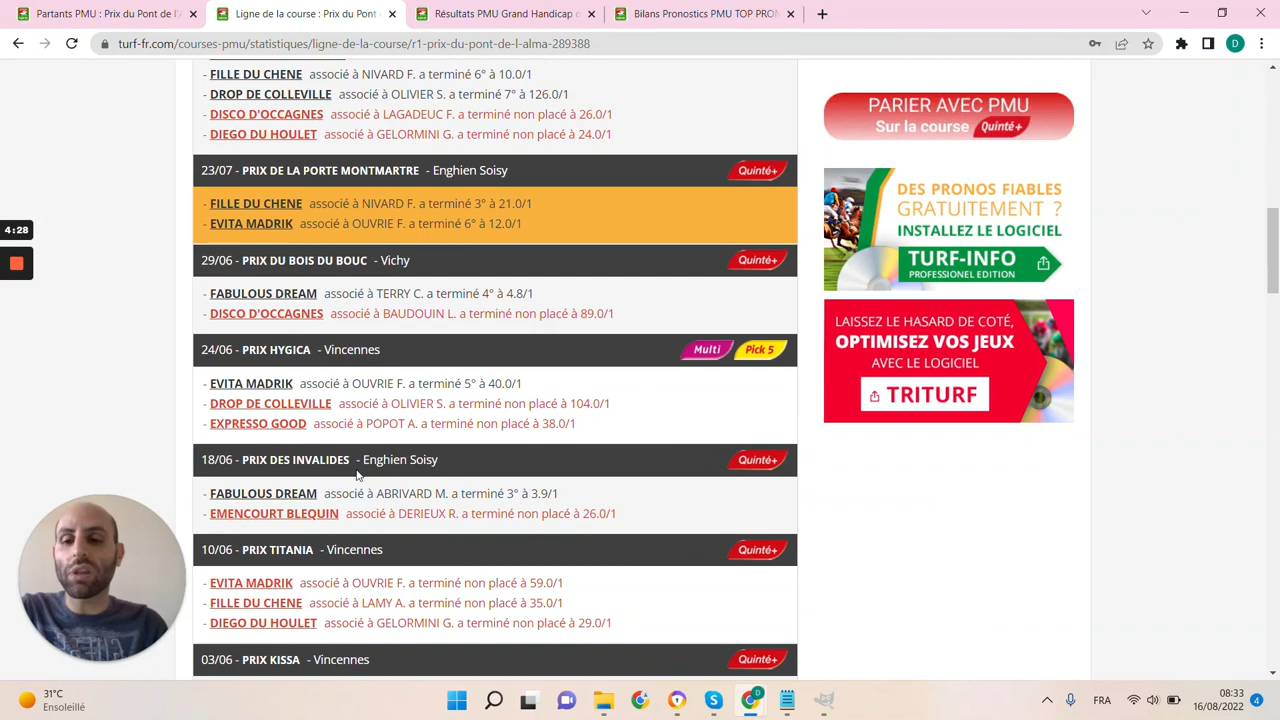 Partants PMU : Prix du Pont de l'A
Ligne de la course : Prix du Pont
Résultats PMU Grand Handicap
Bilans Pronostics PMU TOP PRON
turf-fr.com/courses-pmu/statistiques/ligne-de-la-course/r1-prix-du-pont-de-l-alma-289388
D
- FILLE DU CHENE associé à NIVARD F. a terminé 6° à 10.0/1
- DROP DE COLLEVILLE associé à OLIVIER S. a terminé 7° à 126.0/1
- DISCO D'OCCAGNES associé à LAGADEUC F. a terminé non placé à 26.0/1
- DIEGO DU HOULET associé à GELORMINI G. a terminé non placé à 24.0/1
23/07 - PRIX DE LA PORTE MONTMARTRE - Enghien Soisy Quinté+
- FILLE DU CHENE associé à NIVARD F. a terminé 3° à 21.0/1
- EVITA MADRIK associé à OUVRIE F. a terminé 6° à 12.0/1
29/06 - PRIX DU BOIS DU BOUC - Vichy Quinté+
- FABULOUS DREAM associé à TERRY C. a terminé 4° à 4.8/1
- DISCO D'OCCAGNES associé à BAUDOUIN L. a terminé non placé à 89.0/1
24/06 - PRIX HYGICA - Vincennes Multi Pick 5
- EVITA MADRIK associé à OUVRIE F. a terminé 5° à 40.0/1
- DROP DE COLLEVILLE associé à OLIVIER S. a terminé non placé à 104.0/1
- EXPRESSO GOOD associé à POPOT A. a terminé non placé à 38.0/1
18/06 - PRIX DES INVALIDES - Enghien Soisy Quinté+
- FABULOUS DREAM associé à ABRIVARD M. a terminé 3° à 3.9/1
- EMENCOURT BLEQUIN associé à DERIEUX R. a terminé non placé à 26.0/1
10/06 - PRIX TITANIA - Vincennes Quinté+
- EVITA MADRIK associé à OUVRIE F. a terminé non placé à 59.0/1
- FILLE DU CHENE associé à LAMY A. a terminé non placé à 35.0/1
- DIEGO DU HOULET associé à GELORMINI G. a terminé non placé à 29.0/1
03/06 - PRIX KISSA - Vincennes Quinté+
PARIER AVEC PMU
Sur la course Quinté+
DES PRONOS FIABLES
GRATUITEMENT ?
INSTALLEZ LE LOGICIEL
TURF-INFO
PROFESSIONEL EDITION
LAISSEZ LE HASARD DE COTÉ,
OPTIMISEZ VOS JEUX
AVEC LE LOGICIEL
TRITURF
4:28
31°C
Ensoleillé
D
FRA
08:33
16/08/2022
4